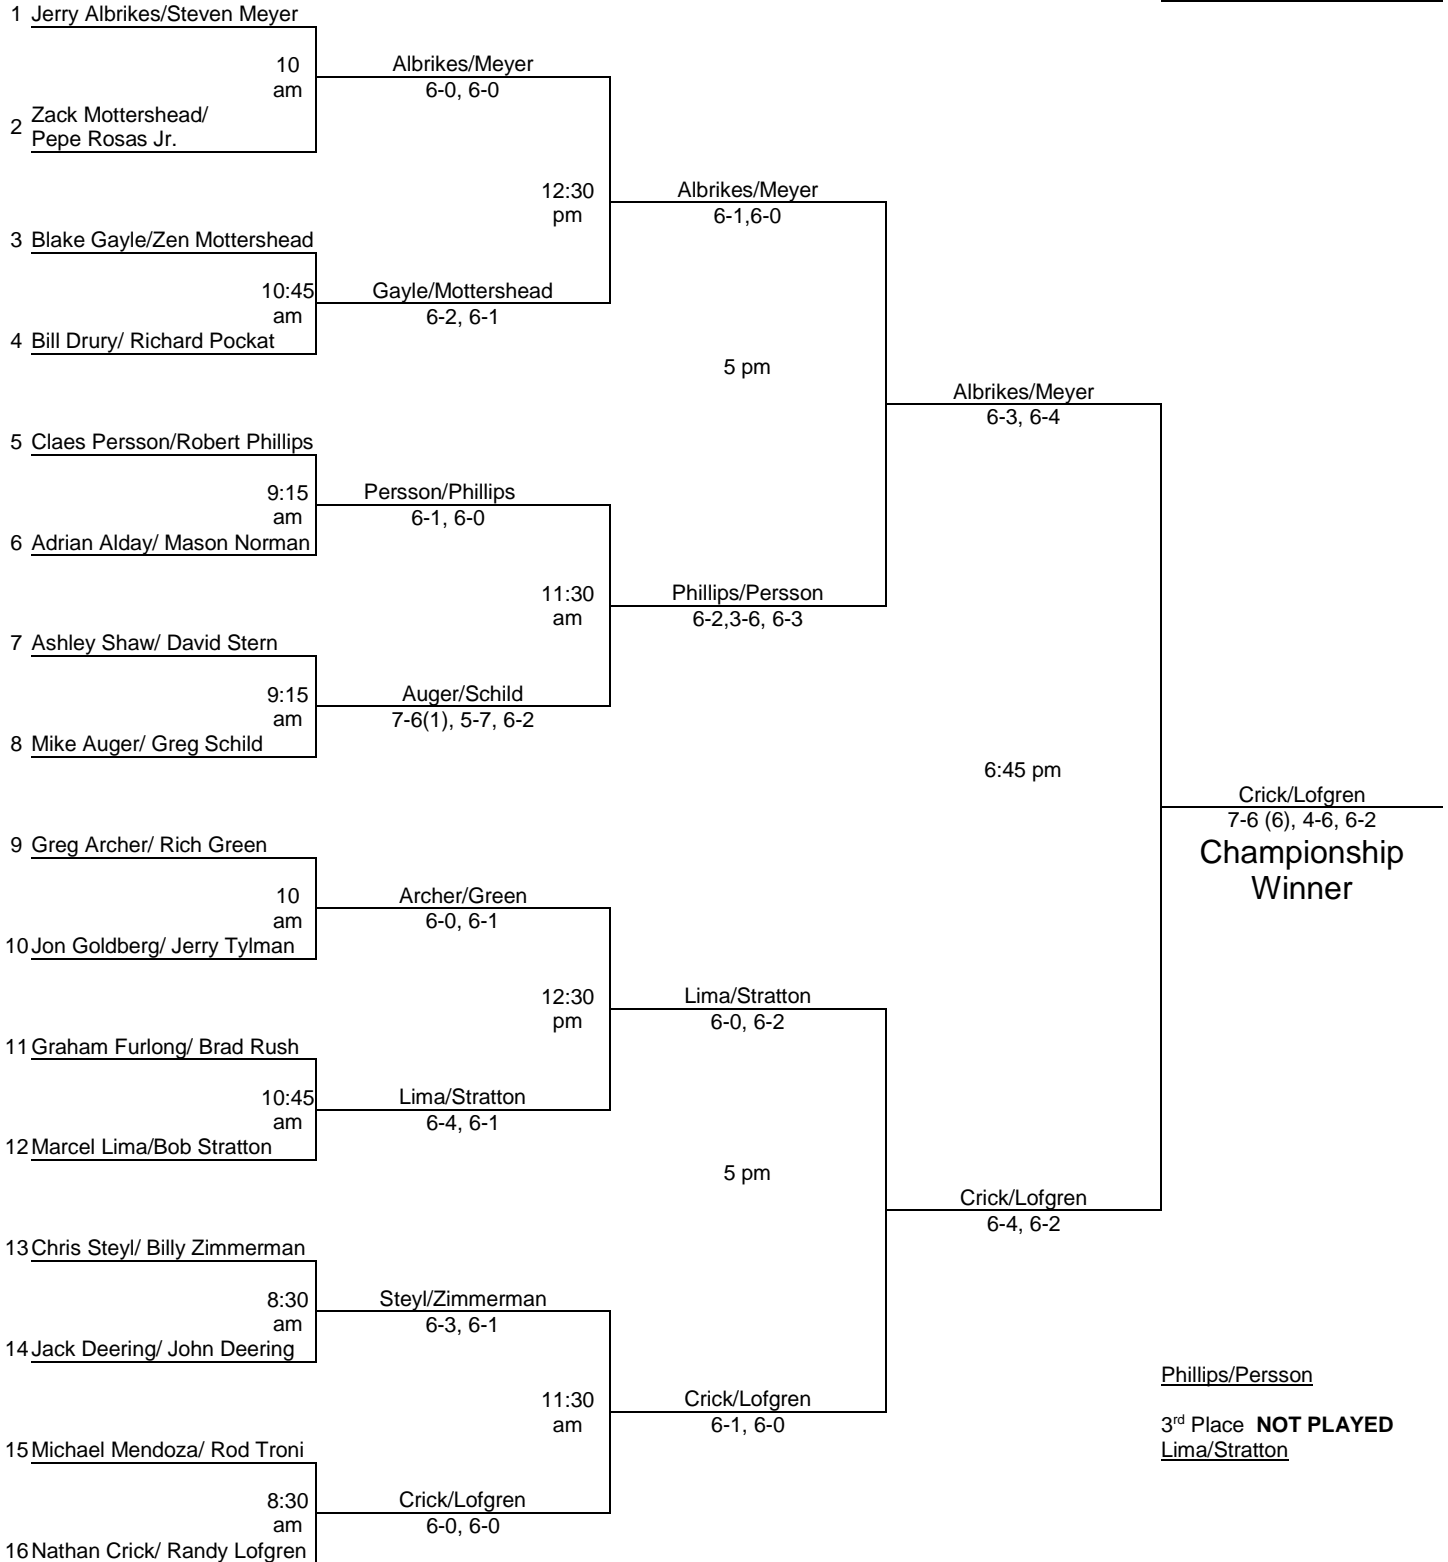 1 Jerry Albrikes/Steven Meyer
10
am
Albrikes/Meyer
6-0, 6-0
2 Zack Mottershead/
Pepe Rosas Jr.
12:30
pm
Albrikes/Meyer
6-1,6-0
3 Blake Gayle/Zen Mottershead
10:45
am
Gayle/Mottershead
6-2, 6-1
4 Bill Drury/ Richard Pockat
5 pm
Albrikes/Meyer
6-3, 6-4
5 Claes Persson/Robert Phillips
9:15
am
Persson/Phillips
6-1, 6-0
6 Adrian Alday/ Mason Norman
11:30
am
Phillips/Persson
6-2,3-6, 6-3
7 Ashley Shaw/ David Stern
9:15
am
Auger/Schild
7-6(1), 5-7, 6-2
8 Mike Auger/ Greg Schild
6:45 pm
Crick/Lofgren
7-6 (6), 4-6, 6-2
Championship
Winner
9 Greg Archer/ Rich Green
10
am
Archer/Green
6-0, 6-1
10 Jon Goldberg/ Jerry Tylman
12:30
pm
Lima/Stratton
6-0, 6-2
11 Graham Furlong/ Brad Rush
10:45
am
Lima/Stratton
6-4, 6-1
12 Marcel Lima/Bob Stratton
5 pm
Crick/Lofgren
6-4, 6-2
13 Chris Steyl/ Billy Zimmerman
8:30
am
Steyl/Zimmerman
6-3, 6-1
14 Jack Deering/ John Deering
11:30
am
Crick/Lofgren
6-1, 6-0
15 Michael Mendoza/ Rod Troni
8:30
am
Crick/Lofgren
6-0, 6-0
16 Nathan Crick/ Randy Lofgren
Phillips/Persson
3rd Place NOT PLAYED
Lima/Stratton